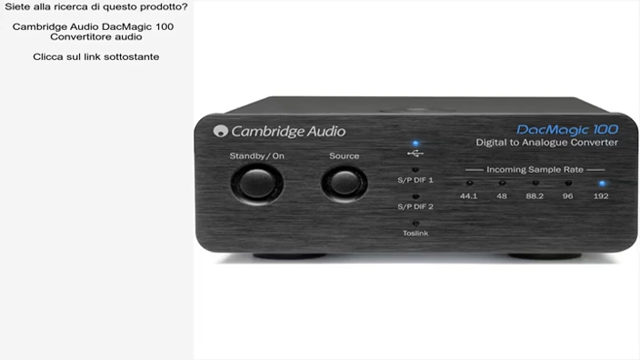 Siete alla ricerca di questo prodotto?
Cambridge Audio DacMagic 100
Convertitore audio
Clicca sul link sottostante
Cambridge Audio
DacMagic 100
Digital to Analogue Converter
Standby/On
Source
Incoming Sample Rate
S/P DIF 1
S/P DIF 2
Toslink
44.1 48 88.2 96 192